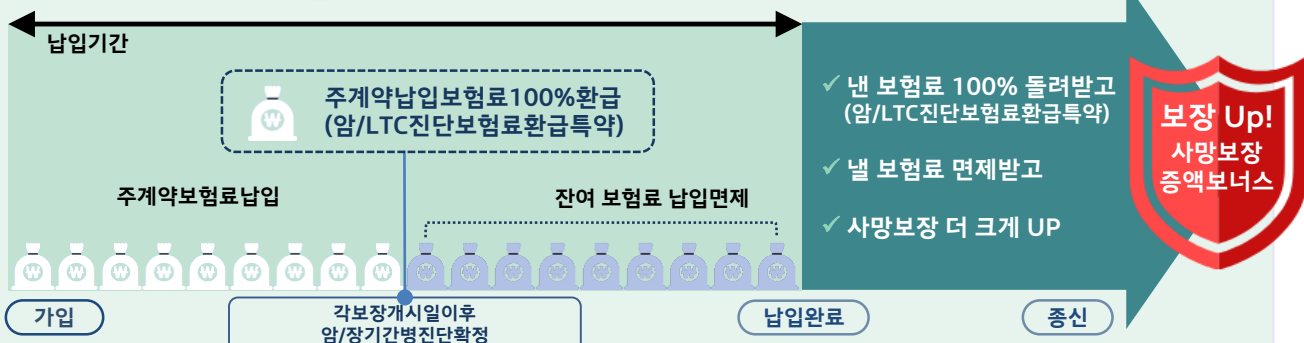 납입기간
주계약납입보험료100%환급
(암/LTC진단보험료환급특약)
주계약보험료납입
잔여 보험료 납입면제
✓ 낸 보험료 100% 돌려받고
(암/LTC진단보험료환급특약)
✓ 낼 보험료 면제받고
✓ 사망보장 더 크게 UP
보장 Up!
사망보장
증액보너스
가입
각보장개시일이후
암/장기간병진단확정
납입완료
종신